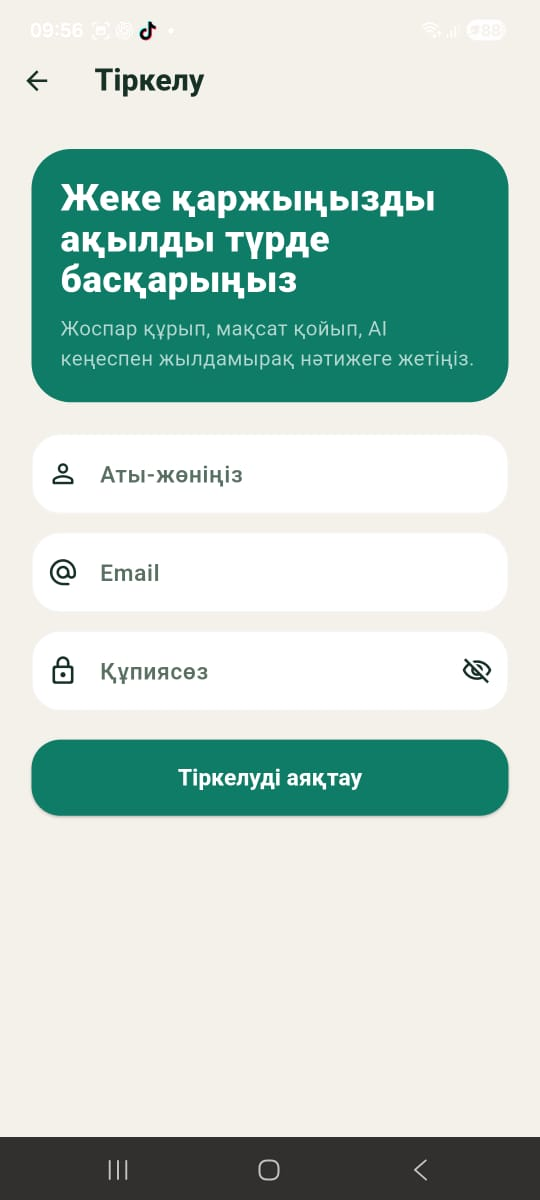 09:56
88
Тіркелу
Жеке қаржыңызды
ақылды түрде
басқарыңыз
Жоспар құрып, мақсат қойып, AI
кеңеспен жылдамырақ нәтижеге жетіңіз.
Аты-жөніңіз
Email
Құпиясөз
Тіркелуді аяқтау